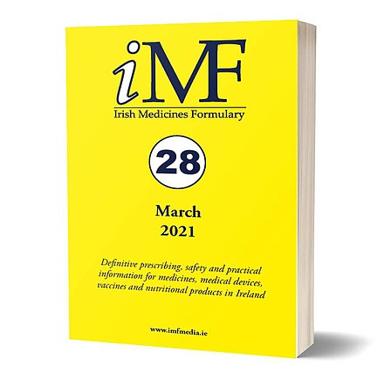 iMF
Irish Medicines Formulary
28
March
2021
Definitive prescribing, safety and practical
information for medicines, medical devices,
vaccines and nutritional products in Ireland
www.imfmedia.ie